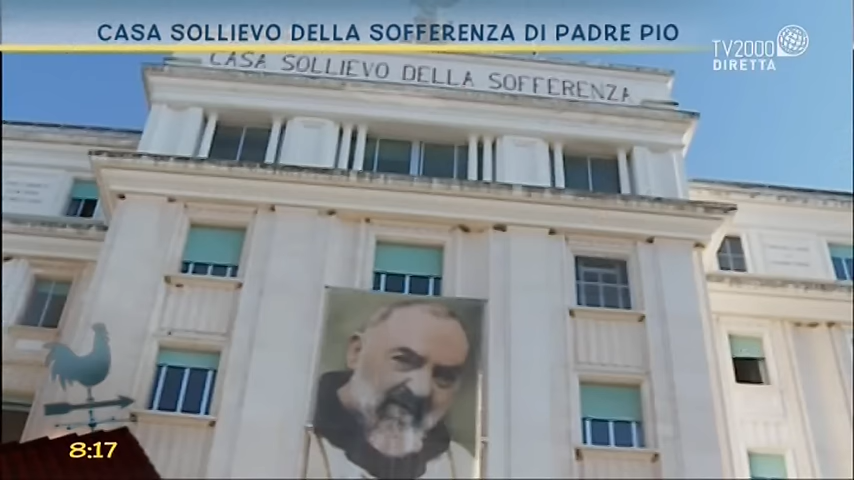 CASA SOLLIEVO DELLA SOFFERENZA DI PADRE PIO
TV2000
DIRETTA
CASA SOLLIEVO DELLA SOFFERENZA
8:17